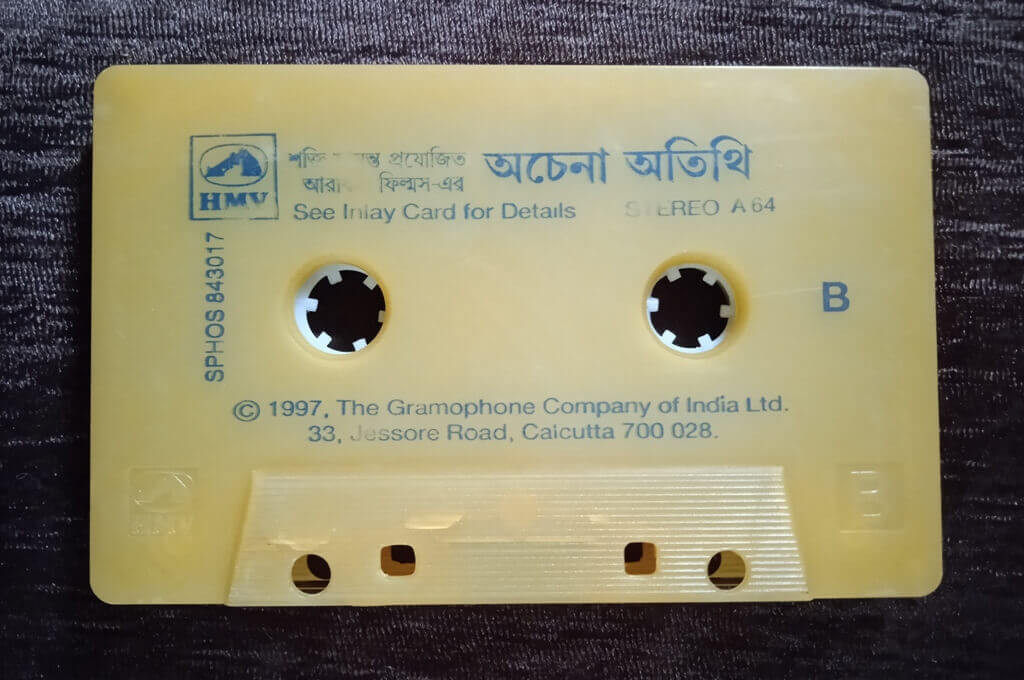 HMV
প্রযোজিত
ফিল্মস-এর
অচেনা অতিথি
See Inlay Card for Details
STEREO A 64
SPHOS 843017
B
© 1997, The Gramophone Company of India Ltd.
33, Jessore Road, Calcutta 700 028.
HMV
B